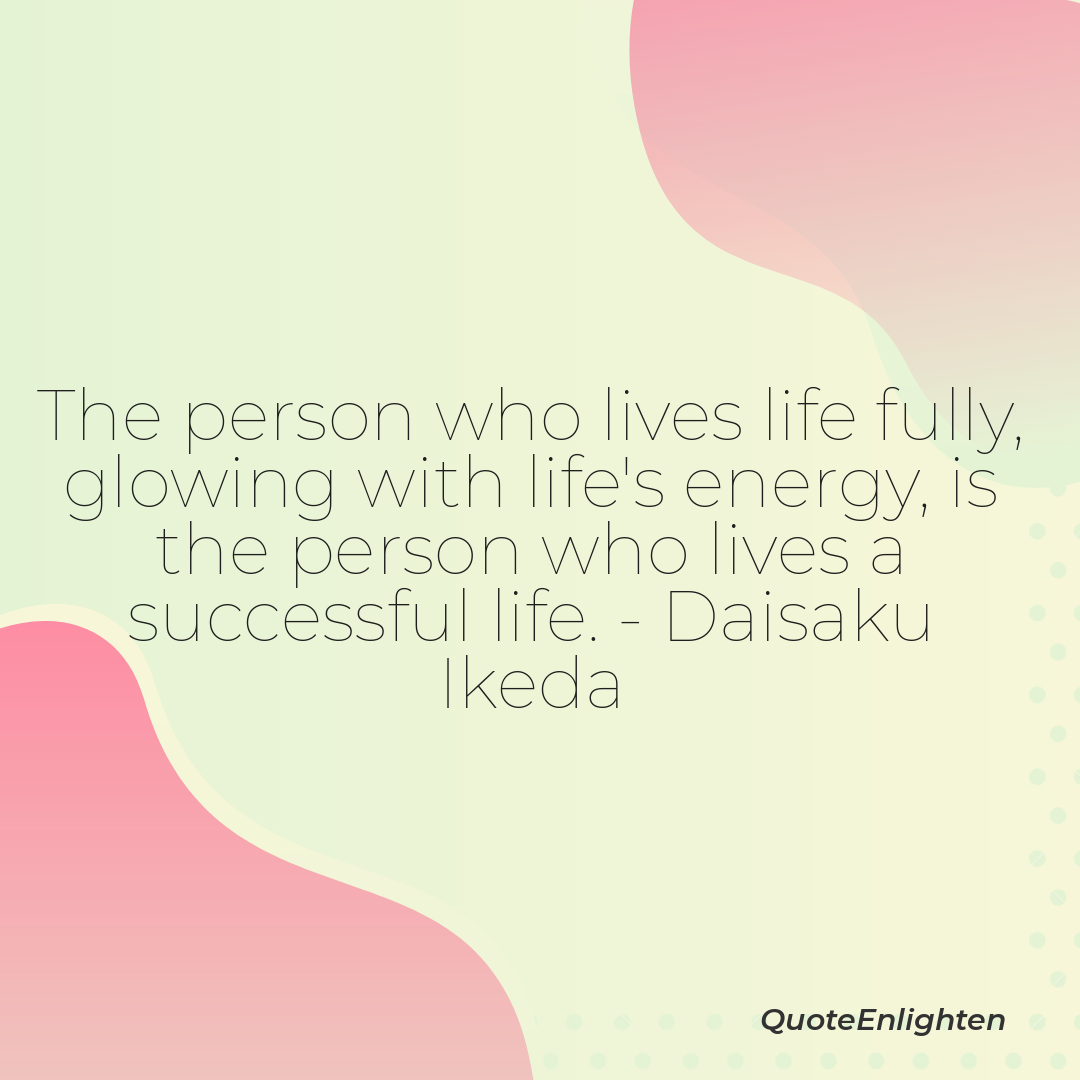 The person who lives life fully,
glowing with life's energy, is
the person who lives a
successful life. - Daisaku
Ikeda
QuoteEnlighten